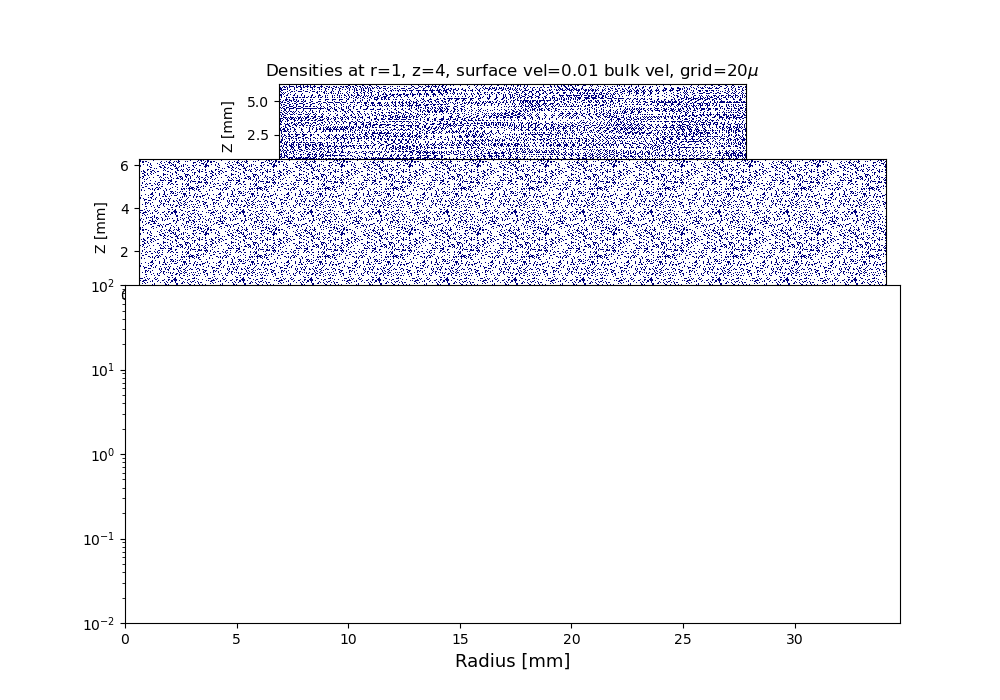 Densities at r=1, z=4, surface vel=0.01 bulk vel, grid=20μ
5.0
2.5
Z [mm]
6
4
2
Z [mm]
10²
10¹
10⁰
10⁻¹
10⁻²
0 5 10 15 20 25 30
Radius [mm]